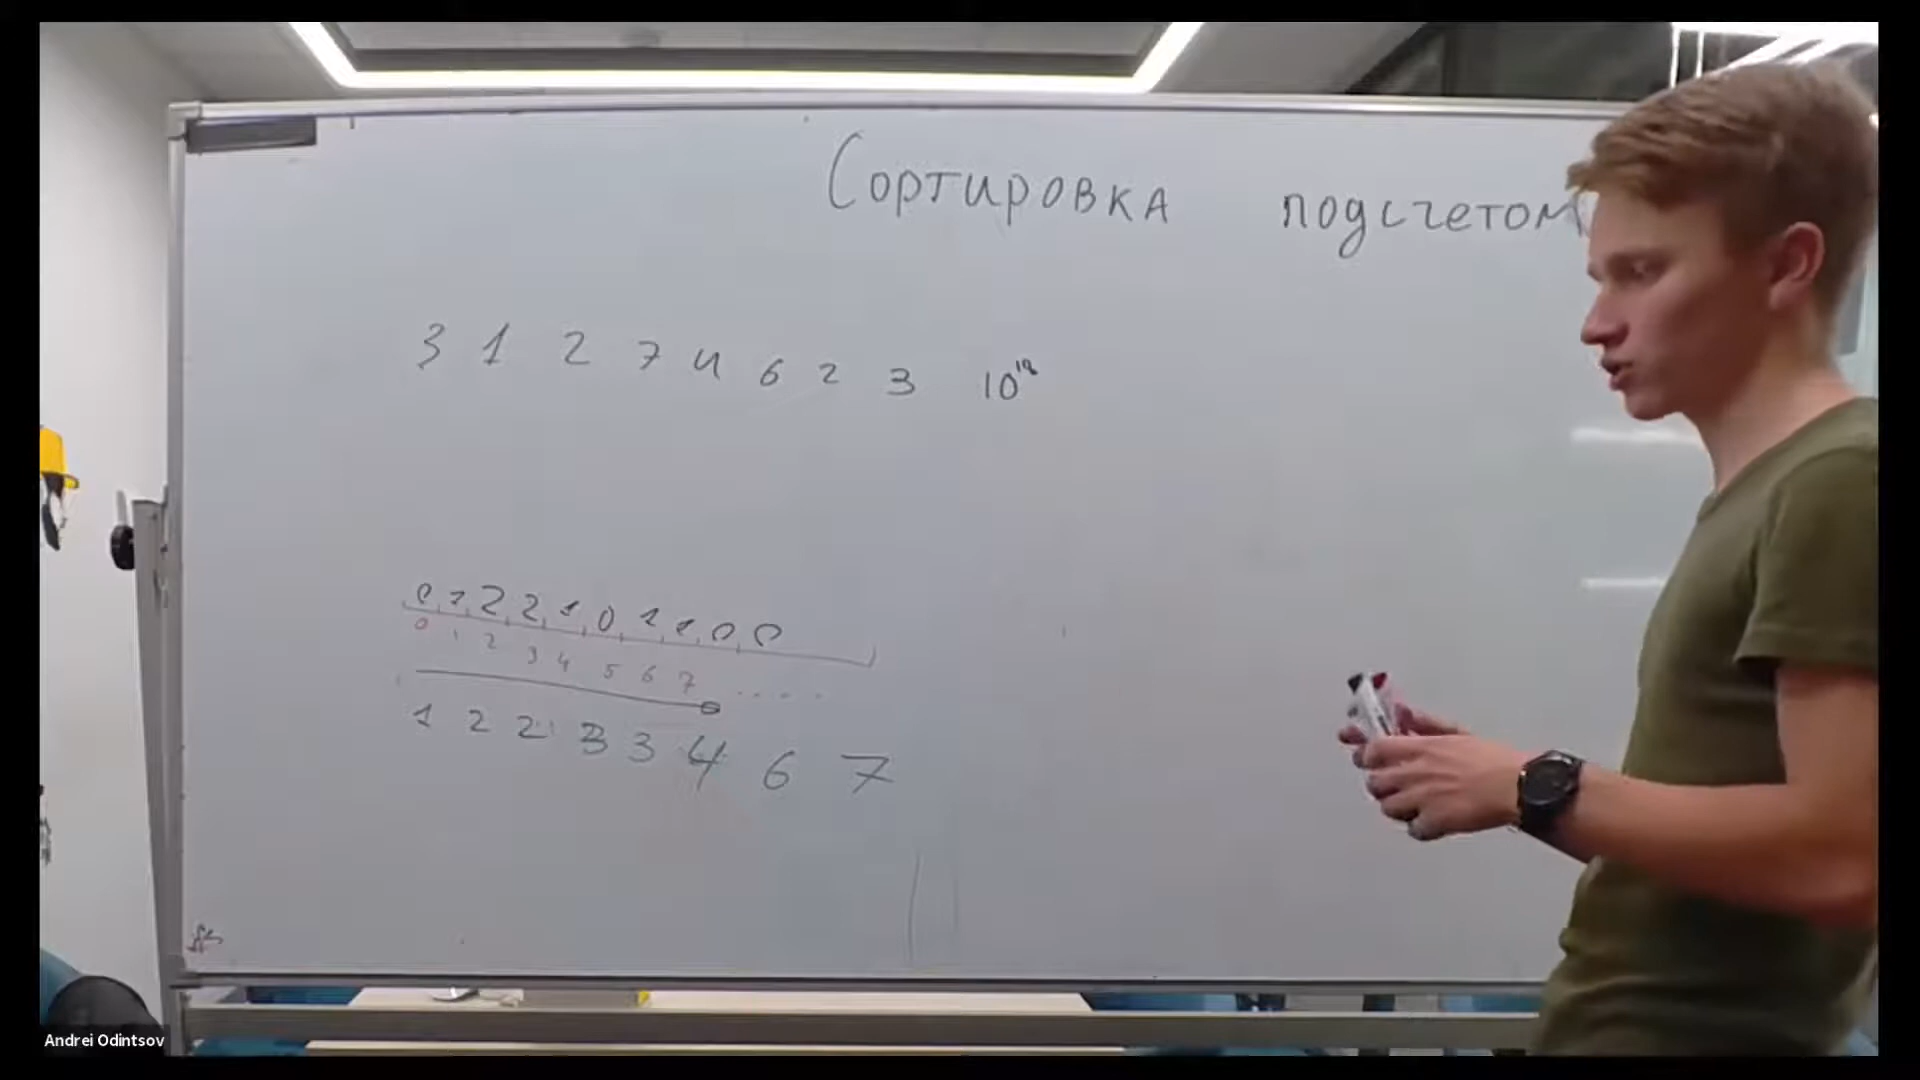 Сортировка подсчетом
3 1 2 7 4 6 2 3 10¹⁸
0 1 2 2 1 0 1 1 0 0
0 1 2 3 4 5 6 7 . . . .
1 2 2 3 3 4 6 7
Andrei Odintsov